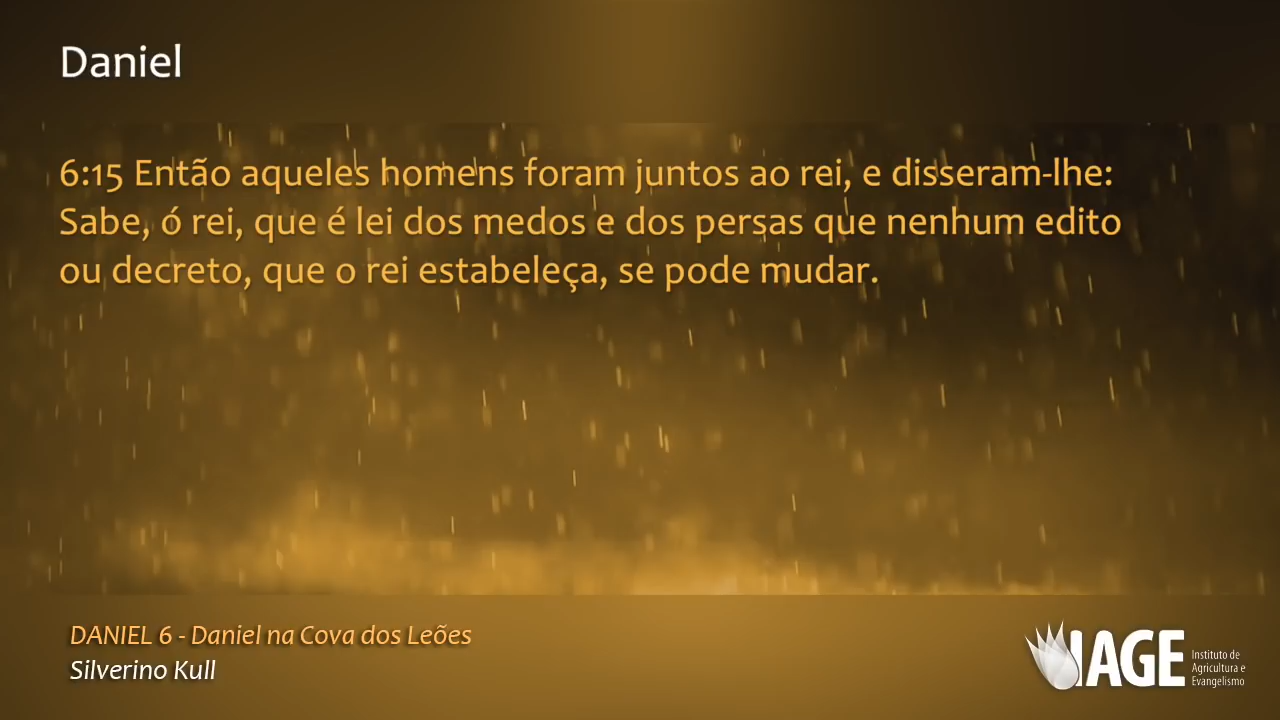 Daniel
6:15 Então aqueles homens foram juntos ao rei, e disseram-lhe:
Sabe, ó rei, que é lei dos medos e dos persas que nenhum edito
ou decreto, que o rei estabeleça, se pode mudar.
DANIEL 6 - Daniel na Cova dos Leões
Silverino Kull
IAGE
Instituto de
Agricultura e
Evangelismo